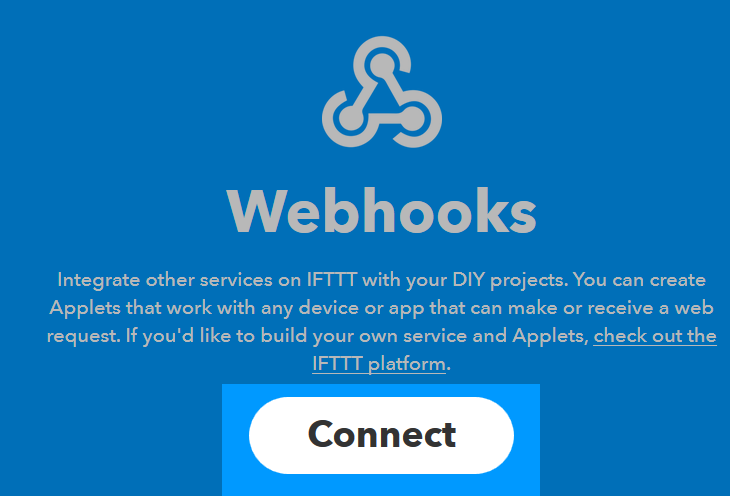 Webhooks
Integrate other services on IFTTT with your DIY projects. You can create
Applets that work with any device or app that can make or receive a web
request. If you'd like to build your own service and Applets, check out the
IFTTT platform.
Connect